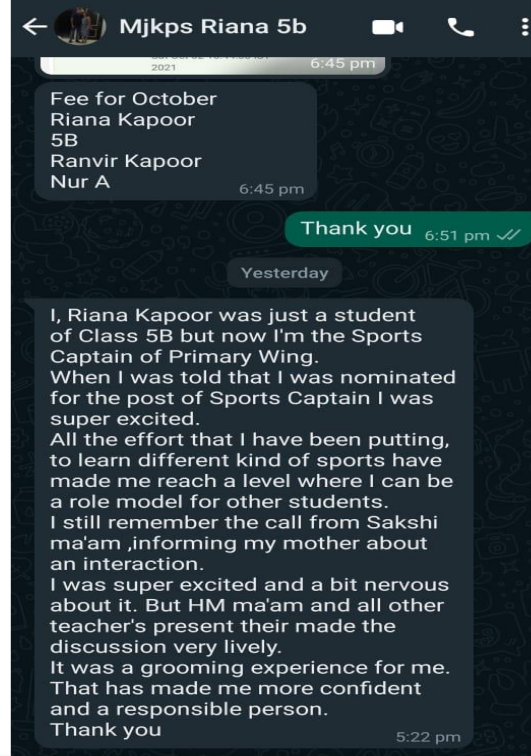 Mjkps Riana 5b
2021
6:45 pm
Fee for October
Riana Kapoor
5B
Ranvir Kapoor
Nur A
6:45 pm
Thank you 6:51 pm
Yesterday
I, Riana Kapoor was just a student
of Class 5B but now I'm the Sports
Captain of Primary Wing.
When I was told that I was nominated
for the post of Sports Captain I was
super excited.
All the effort that I have been putting,
to learn different kind of sports have
made me reach a level where I can be
a role model for other students.
I still remember the call from Sakshi
ma'am ,informing my mother about
an interaction.
I was super excited and a bit nervous
about it. But HM ma'am and all other
teacher's present their made the
discussion very lively.
It was a grooming experience for me.
That has made me more confident
and a responsible person.
Thank you
5:22 pm